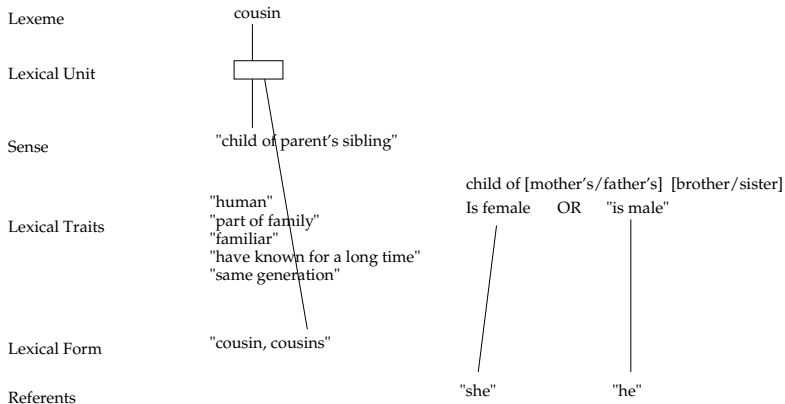 Lexeme cousin
Lexical Unit
Sense "child of parent's sibling"
child of [mother's/father's] [brother/sister]
Is female OR "is male"
Lexical Traits
"human"
"part of family"
"familiar"
"have known for a long time"
"same generation"
Lexical Form "cousin, cousins"
Referents "she" "he"